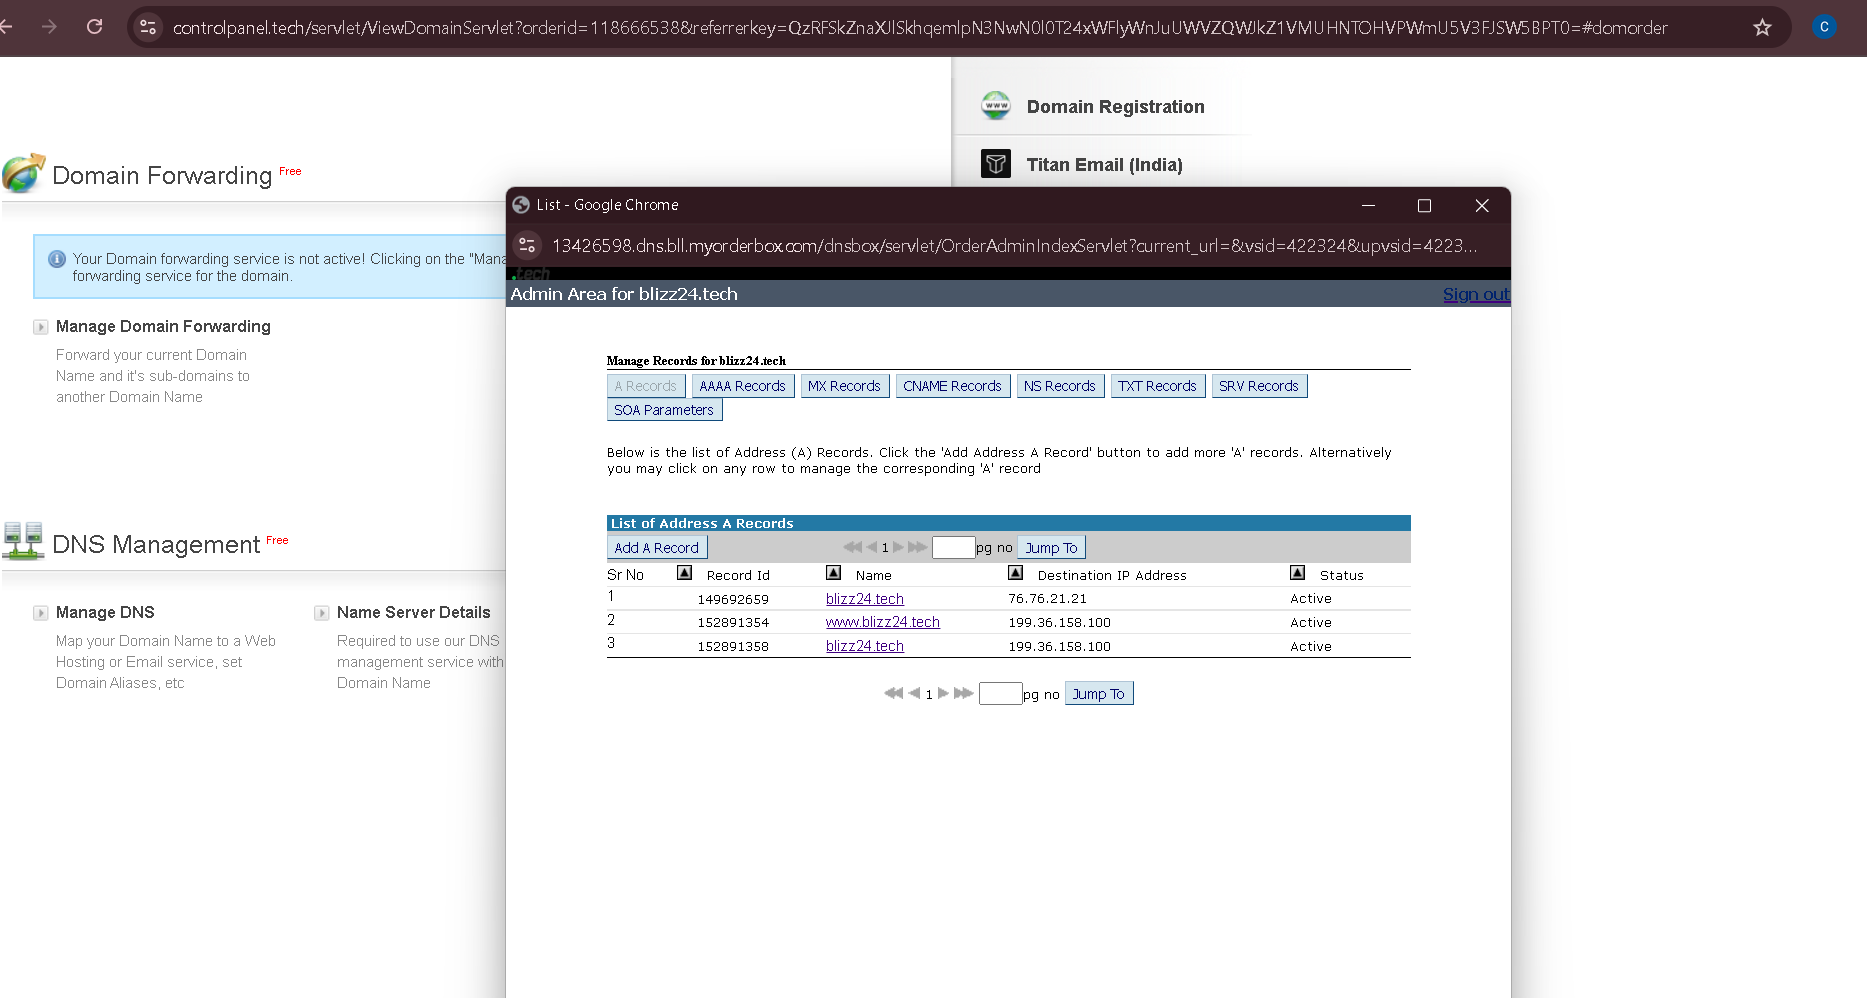 controlpanel.tech/servlet/ViewDomainServlet?orderid=118666538&referrerkey=
C
Domain Registration
Titan Email (India)
Domain Forwarding Free
Your Domain forwarding service is not active! Clicking on the "Mana
forwarding service for the domain.
Manage Domain Forwarding
Forward your current Domain
Name and it's sub-domains to
another Domain Name
DNS Management Free
Manage DNS
Map your Domain Name to a Web
Hosting or Email service, set
Domain Aliases, etc
Name Server Details
Required to use our DNS
management service with
Domain Name
List - Google Chrome
13426598.dns.bll.myorderbox.com/dnsbox/servlet/OrderAdminIndexServlet?current_url=&vsid=422324&upvsid=4223...
.tech
Admin Area for blizz24.tech Sign out
Manage Records for blizz24.tech
A Records AAAA Records MX Records CNAME Records NS Records TXT Records SRV Records
SOA Parameters
Below is the list of Address (A) Records. Click the 'Add Address A Record' button to add more 'A' records. Alternatively
you may click on any row to manage the corresponding 'A' record
List of Address A Records
Add A Record 1 pg no Jump To
Sr No Record Id Name Destination IP Address Status
1 149692659 blizz24.tech 76.76.21.21 Active
2 152891354 www.blizz24.tech 199.36.158.100 Active
3 152891358 blizz24.tech 199.36.158.100 Active
1 pg no Jump To